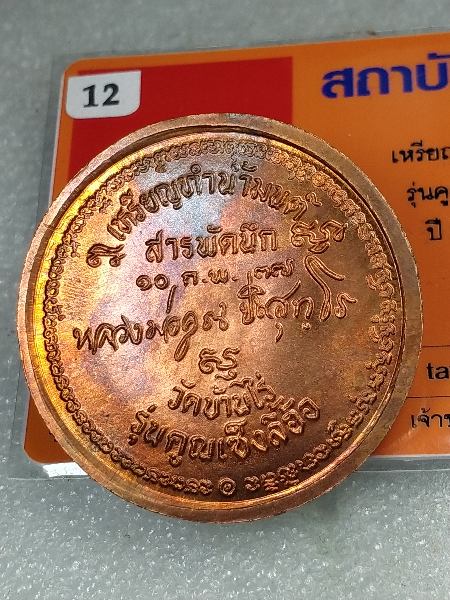 12
สถาบั
เหรียญ
รุ่นคู
ปี
ta
เจ้าข
เหรียญทำน้ำมนต์
สารพัดนึก
๑๐ ก.พ. ๓๗
หลวงพ่อคูณ ปริสุทฺโธ
วัดบ้านไร่
รุ่นคูณเซ็งลี้ฮ้อ